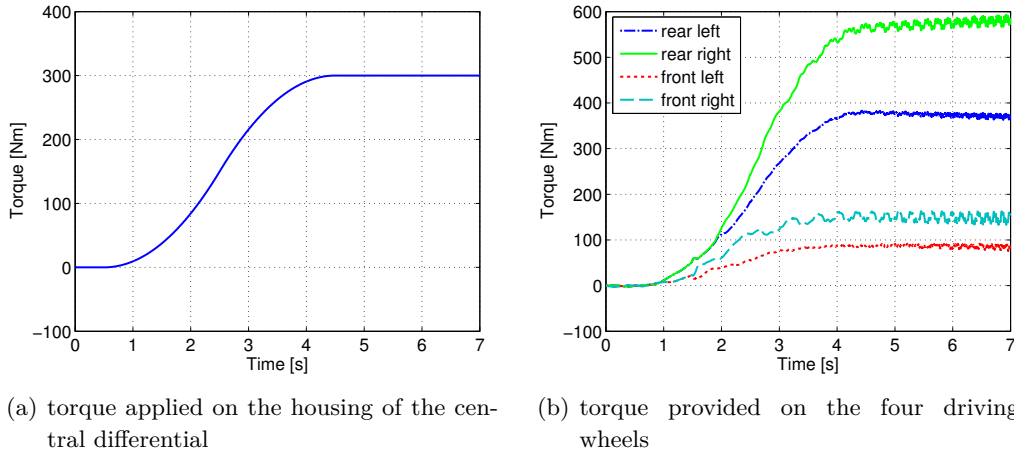 400
300
200
100
0
−100
0 1 2 3 4 5 6 7
Torque [Nm]
Time [s]
600
500
400
300
200
100
0
−100
0 1 2 3 4 5 6 7
Torque [Nm]
Time [s]
rear left
rear right
front left
front right
(a) torque applied on the housing of the cen-
tral differential
(b) torque provided on the four driving
wheels